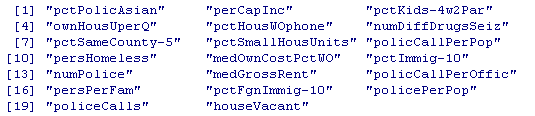 [1] "pctPolicAsian" "perCapInc" "pctKids-4w2Par"
[4] "ownHousUperQ" "pctHousWOphone" "numDiffDrugsSeiz"
[7] "pctSameCounty-5" "pctSmallHousUnits" "policCallPerPop"
[10] "persHomeless" "medOwnCostPctWO" "pctImmig-10"
[13] "numPolice" "medGrossRent" "policCallPerOffic"
[16] "persPerFam" "pctFgnImmig-10" "policePerPop"
[19] "policeCalls" "houseVacant"